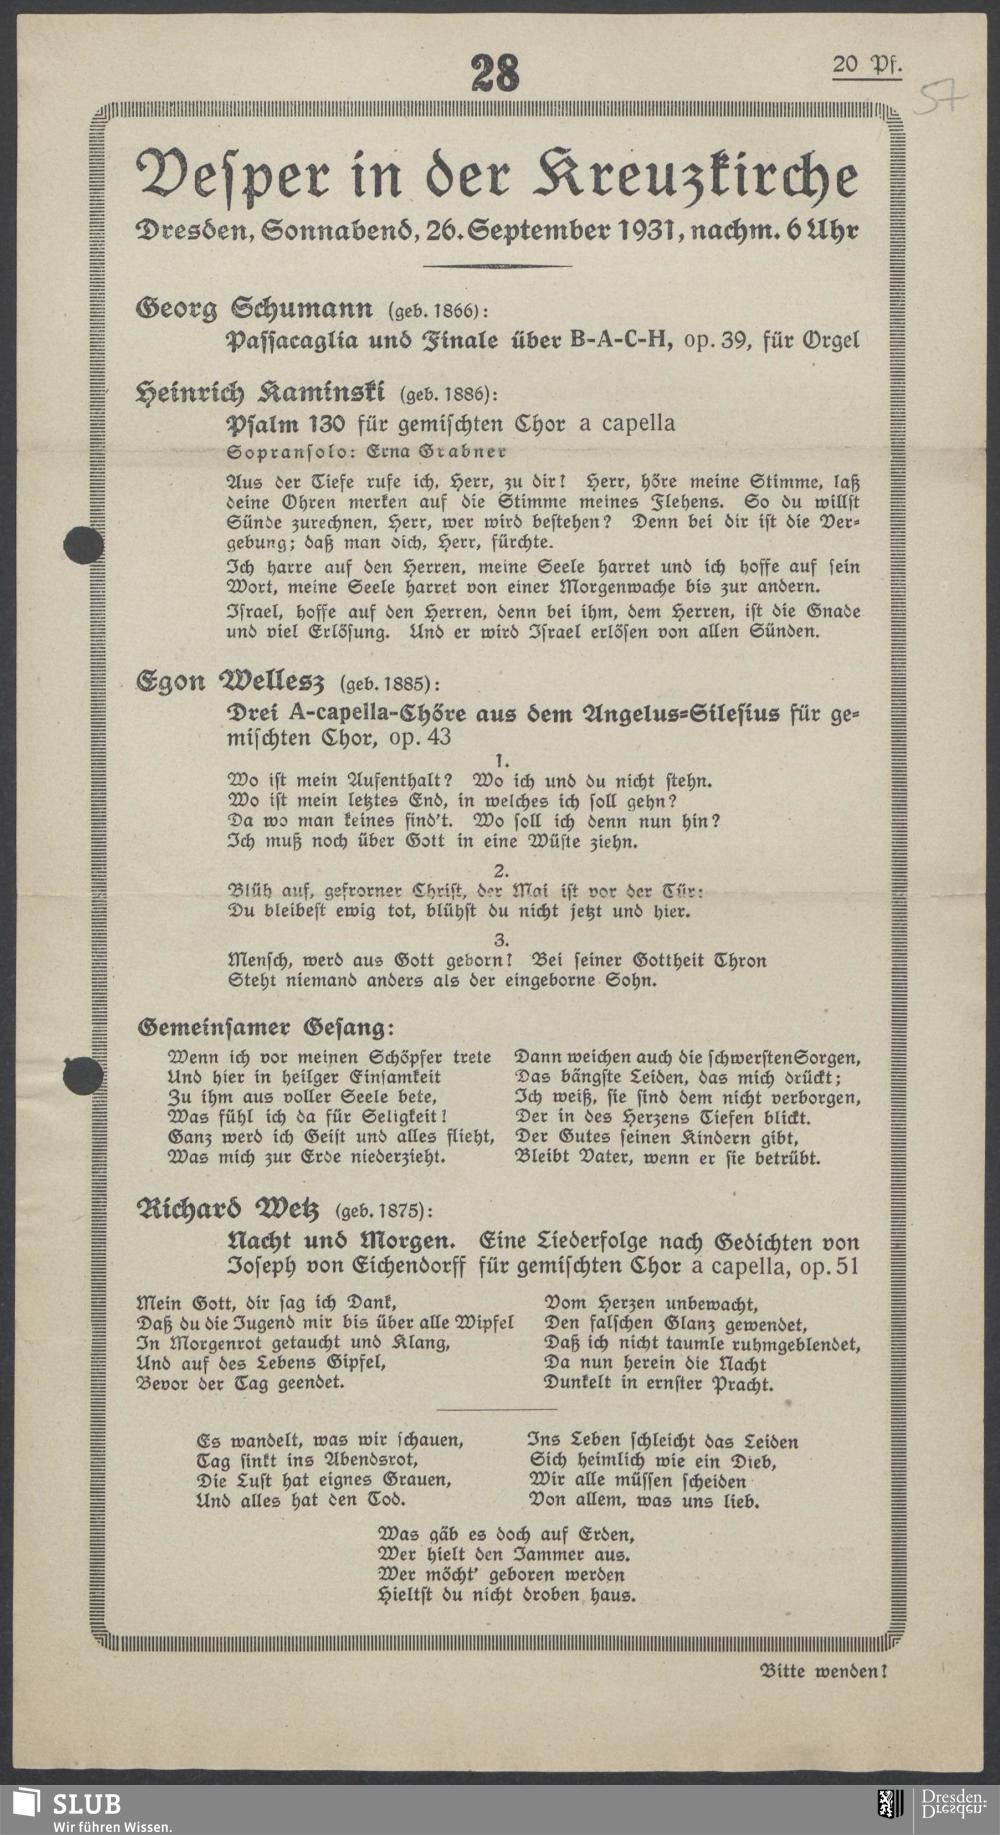 28
20 Pf.
57
Vesper in der Kreuzkirche
Dresden, Sonnabend, 26. September 1931, nachm. 6 Uhr
Georg Schumann (geb. 1866):
Passacaglia und Finale über B-A-C-H, op. 39, für Orgel
Heinrich Kaminski (geb. 1886):
Psalm 130 für gemischten Chor a capella
Sopransolo: Erna Grabner
Aus der Tiefe rufe ich, Herr, zu dir! Herr, höre meine Stimme, laß
deine Ohren merken auf die Stimme meines Flehens. So du willst
Sünde zurechnen, Herr, wer wird bestehen? Denn bei dir ist die Ver-
gebung; daß man dich, Herr, fürchte.
Ich harre auf den Herren, meine Seele harret und ich hoffe auf sein
Wort, meine Seele harret von einer Morgenwache bis zur andern.
Israel, hoffe auf den Herren, denn bei ihm, dem Herren, ist die Gnade
und viel Erlösung. Und er wird Israel erlösen von allen Sünden.
Egon Wellesz (geb. 1885):
Drei A-capella-Chöre aus dem Angelus-Silesius für ge-
mischten Chor, op. 43
1.
Wo ist mein Aufenthalt? Wo ich und du nicht stehn.
Wo ist mein letztes End, in welches ich soll gehn?
Da wo man keines find't. Wo soll ich denn nun hin?
Ich muß noch über Gott in eine Wüste ziehn.
2.
Blüh auf, gefrorner Christ, der Mai ist vor der Tür:
Du bleibest ewig tot, blühst du nicht jetzt und hier.
3.
Mensch, werd aus Gott geborn! Bei seiner Gottheit Thron
Steht niemand anders als der eingeborne Sohn.
Gemeinsamer Gesang:
Wenn ich vor meinen Schöpfer trete
Und hier in heilger Einsamkeit
Zu ihm aus voller Seele bete,
Was fühl ich da für Seligkeit!
Ganz werd ich Geist und alles flieht,
Was mich zur Erde niederzieht.
Dann weichen auch die schwersten Sorgen,
Das bängste Leiden, das mich drückt;
Ich weiß, sie sind dem nicht verborgen,
Der in des Herzens Tiefen blickt.
Der Gutes seinen Kindern gibt,
Bleibt Vater, wenn er sie betrübt.
Richard Wetz (geb. 1875):
Nacht und Morgen. Eine Liederfolge nach Gedichten von
Joseph von Eichendorff für gemischten Chor a capella, op. 51
Mein Gott, dir sag ich Dank,
Daß du die Jugend mir bis über alle Wipfel
In Morgenrot getaucht und Klang,
Und auf des Lebens Gipfel,
Bevor der Tag geendet.
Vom Herzen unbewacht,
Den falschen Glanz gewendet,
Daß ich nicht taumle ruhmgeblendet,
Da nun herein die Nacht
Dunkelt in ernster Pracht.
Es wandelt, was wir schauen,
Tag sinkt ins Abendsrot,
Die Lust hat eignes Grauen,
Und alles hat den Tod.
Ins Leben schleicht das Leiden
Sich heimlich wie ein Dieb,
Wir alle müssen scheiden
Von allem, was uns lieb.
Was gäb es doch auf Erden,
Wer hielt den Jammer aus.
Wer möcht' geboren werden
Hieltst du nicht droben haus.
Bitte wenden!
SLUB
Wir führen Wissen.
Dresden.
Dresden.